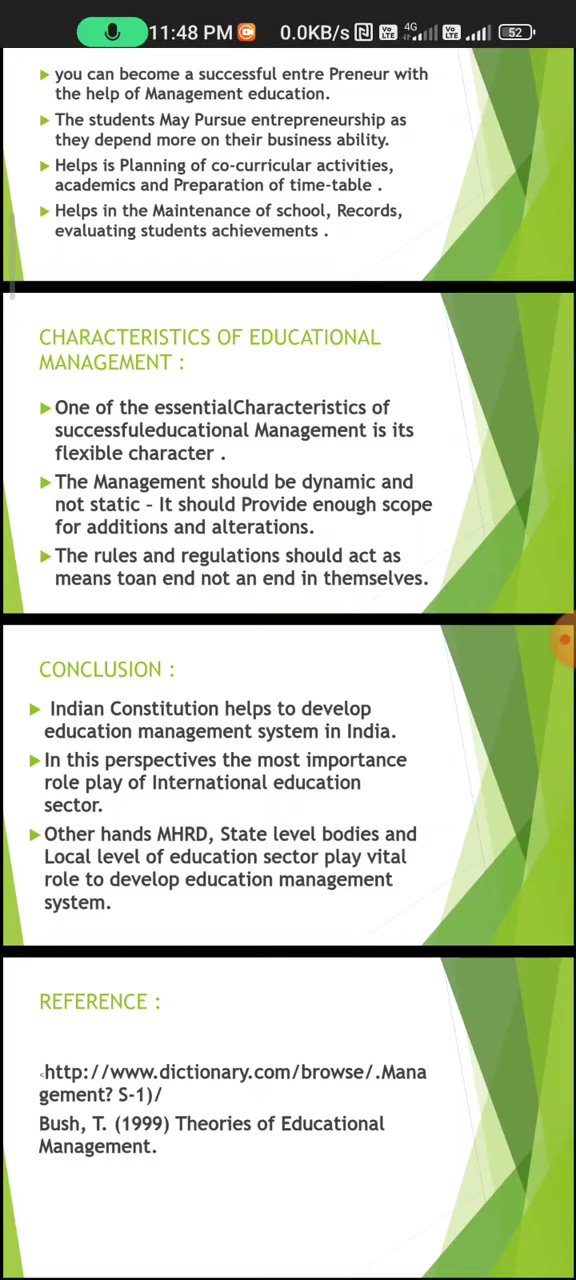 11:48 PM 0.0KB/s 4G Vo LTE Vo LTE 52
you can become a successful entre Preneur with
the help of Management education.
The students May Pursue entrepreneurship as
they depend more on their business ability.
Helps is Planning of co-curricular activities,
academics and Preparation of time-table .
Helps in the Maintenance of school, Records,
evaluating students achievements .
CHARACTERISTICS OF EDUCATIONAL
MANAGEMENT :
One of the essentialCharacteristics of
successfuleducational Management is its
flexible character .
The Management should be dynamic and
not static – It should Provide enough scope
for additions and alterations.
The rules and regulations should act as
means toan end not an end in themselves.
CONCLUSION :
Indian Constitution helps to develop
education management system in India.
In this perspectives the most importance
role play of International education
sector.
Other hands MHRD, State level bodies and
Local level of education sector play vital
role to develop education management
system.
REFERENCE :
<http://www.dictionary.com/browse/.Mana
gement? S-1)/
Bush, T. (1999) Theories of Educational
Management.